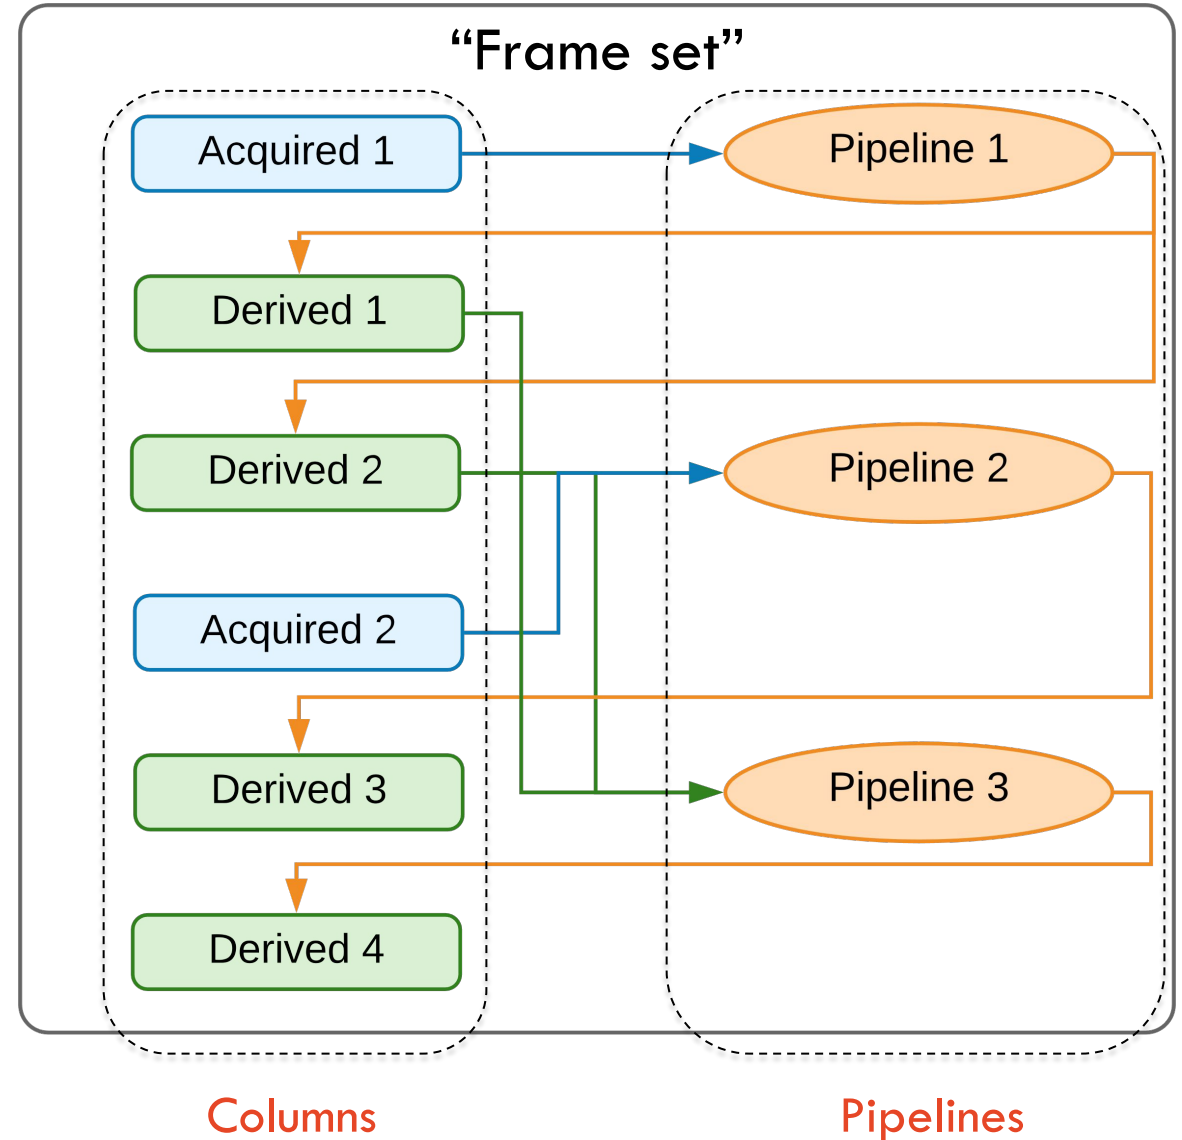 “Frame set”
Acquired 1
Pipeline 1
Derived 1
Derived 2
Pipeline 2
Acquired 2
Derived 3
Pipeline 3
Derived 4
Columns
Pipelines